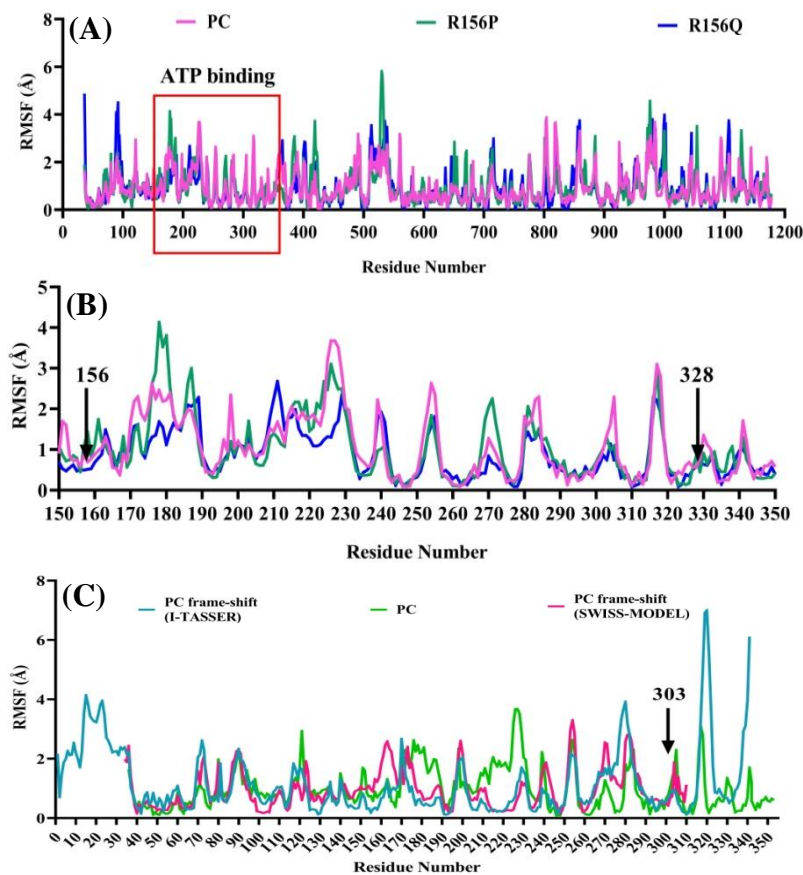 (A)
PC R156P R156Q
ATP binding
RMSF (Å)
8
6
4
2
0
0 100 200 300 400 500 600 700 800 900 1000 1100 1200
Residue Number
(B)
RMSF (Å)
5
4
3
2
1
0
156
328
150 160 170 180 190 200 210 220 230 240 250 260 270 280 290 300 310 320 330 340 350
Residue Number
(C)
PC frame-shift
(I-TASSER)
PC
PC frame-shift
(SWISS-MODEL)
RMSF (Å)
8
6
4
2
0
303
0 10 20 30 40 50 60 70 80 90 100 110 120 130 140 150 160 170 180 190 200 210 220 230 240 250 260 270 280 290 300 310 320 330 340 350
Residue Number